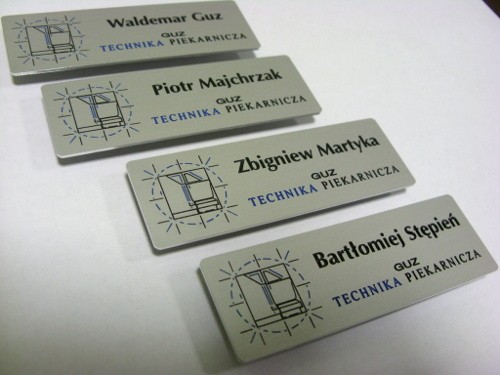 Waldemar Guz
GUZ
TECHNIKA PIEKARNICZA
Piotr Majchrzak
GUZ
TECHNIKA PIEKARNICZA
Zbigniew Martyka
GUZ
TECHNIKA PIEKARNICZA
Bartłomiej Stępień
GUZ
TECHNIKA PIEKARNICZA